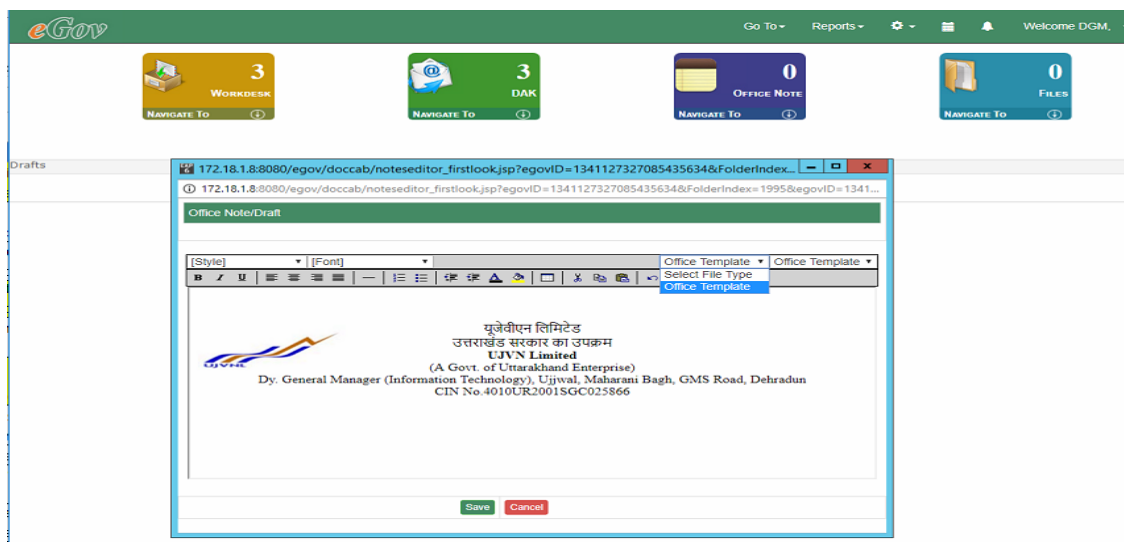 eGov Go To Reports Welcome DGM,
3 3 0 0
WORKDESK DAK OFFICE NOTE FILES
NAVIGATE TO NAVIGATE TO NAVIGATE TO NAVIGATE TO
Drafts
172.18.1.8:8080/egov/doccab/noteseditor_firstlook.jsp?egovID=1341127327085435634&FolderIndex...
172.18.1.8:8080/egov/doccab/noteseditor_firstlook.jsp?egovID=1341127327085435634&FolderIndex=1995&egovID=1341...
Office Note/Draft
[Style] [Font] Office Template Office Template
B I U A Select File Type
Office Template
यूजेवीएन लिमिटेड
उत्तराखंड सरकार का उपक्रम
UJVN Limited
UJVNL
(A Govt. of Uttarakhand Enterprise)
Dy. General Manager (Information Technology), Ujjwal, Maharani Bagh, GMS Road, Dehradun
CIN No.4010UR2001SGC025866
Save Cancel